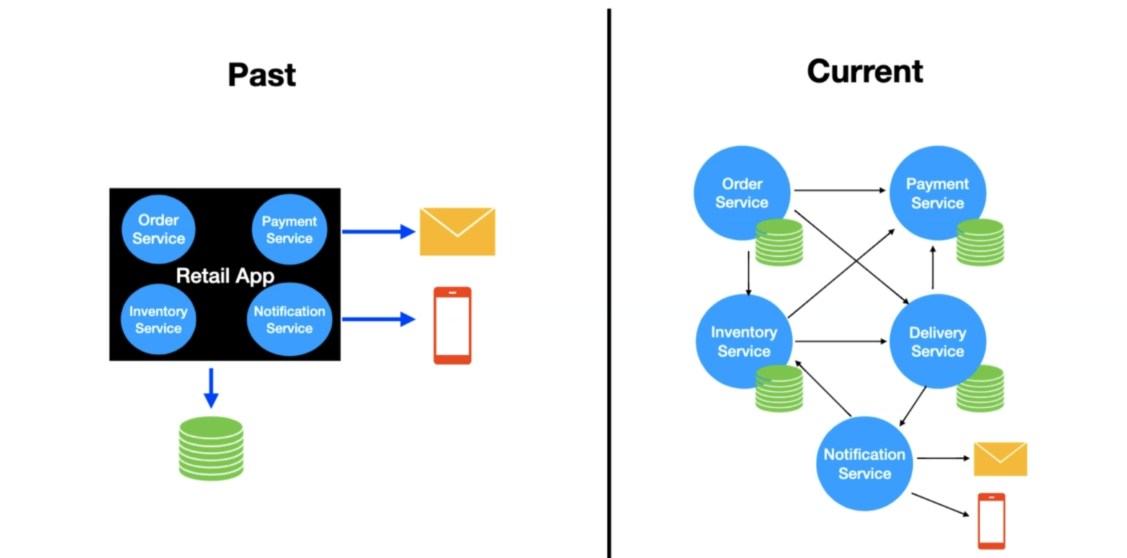 Past
Order
Service
Payment
Service
Retail App
Inventory
Service
Notification
Service
Current
Order
Service
Payment
Service
Inventory
Service
Delivery
Service
Notification
Service